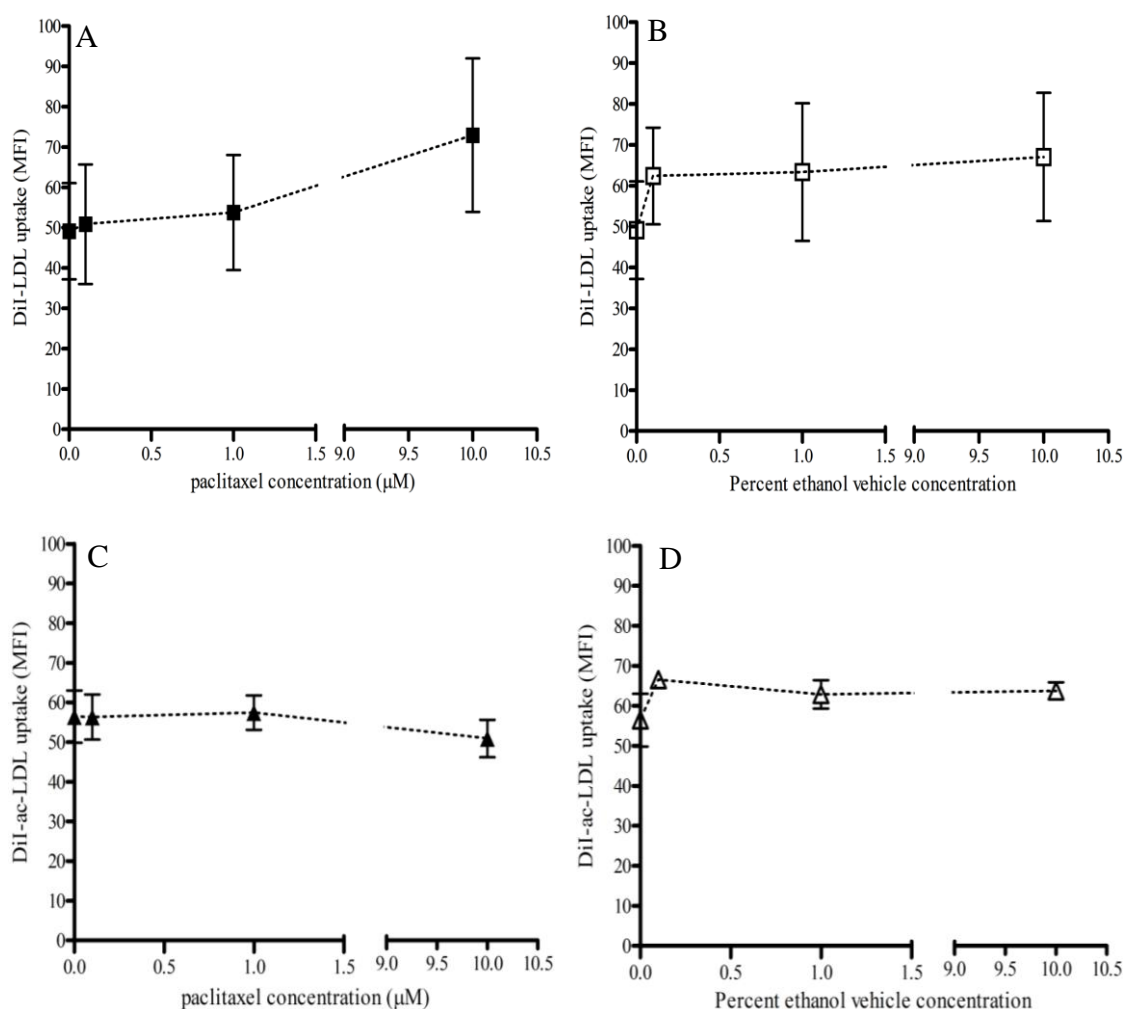 A
100
90
80
70
60
50
40
30
20
10
0
DiI-LDL uptake (MFI)
0.0 0.5 1.0 1.5 9.0 9.5 10.0 10.5
paclitaxel concentration (μM)
B
100
90
80
70
60
50
40
30
20
10
0
DiI-LDL uptake (MFI)
0.0 0.5 1.0 1.5 9.0 9.5 10.0 10.5
Percent ethanol vehicle concentration
C
100
90
80
70
60
50
40
30
20
10
0
DiI-ac-LDL uptake (MFI)
0.0 0.5 1.0 1.5 9.0 9.5 10.0 10.5
paclitaxel concentration (μM)
D
100
90
80
70
60
50
40
30
20
10
0
DiI-ac-LDL uptake (MFI)
0.0 0.5 1.0 1.5 9.0 9.5 10.0 10.5
Percent ethanol vehicle concentration